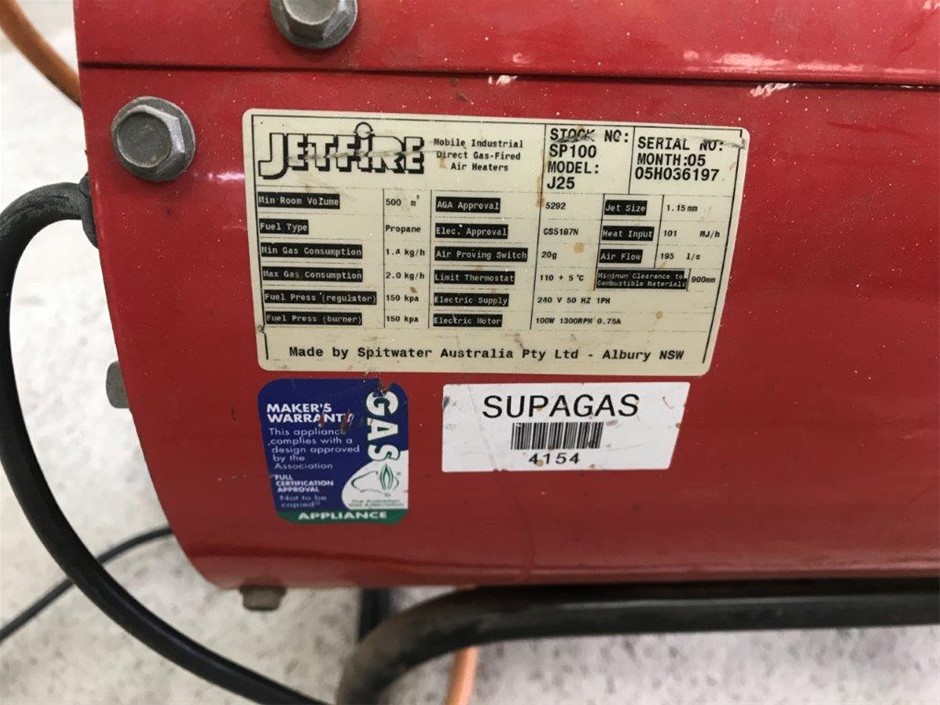 JETFIRE
Mobile Industrial
Direct Gas-Fired
Air Heaters
STOCK NO:
SP100
MODEL:
J25
SERIAL NO:
MONTH:05
05H036197
Min Room Volume 500 m³ AGA Approval 5292 Jet Size 1.15mm
Fuel Type Propane Elec. Approval CS5187N Heat Input 101 MJ/h
Min Gas Consumption 1.4 kg/h Air Proving Switch 20g Air Flow 195 l/s
Max Gas Consumption 2.0 kg/h Limit Thermostat 110 + 5°C Minimum Clearance to Combustible Materials 900mm
Fuel Press (regulator) 150 kpa Electric Supply 240 V 50 HZ 1PH
Fuel Press (burner) 150 kpa Electric Motor 100W 1300RPM 0.75A
Made by Spitwater Australia Pty Ltd - Albury NSW
MAKER'S
WARRANTY
This appliance
complies with a
design approved
by the
Association
FULL
CERTIFICATION
APPROVAL
Not to be
copied
GAS
The Australian
Gas Association
APPLIANCE
SUPAGAS
4154